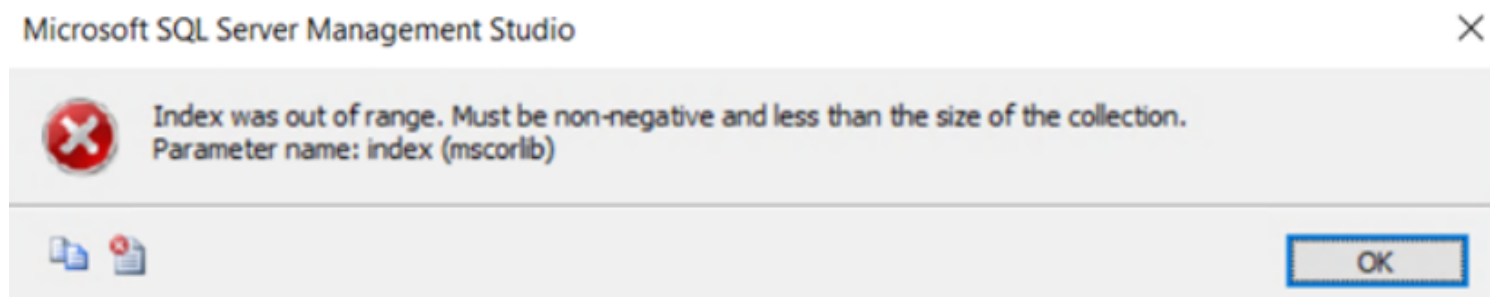 Microsoft SQL Server Management Studio
Index was out of range. Must be non-negative and less than the size of the collection.
Parameter name: index (mscorlib)
OK